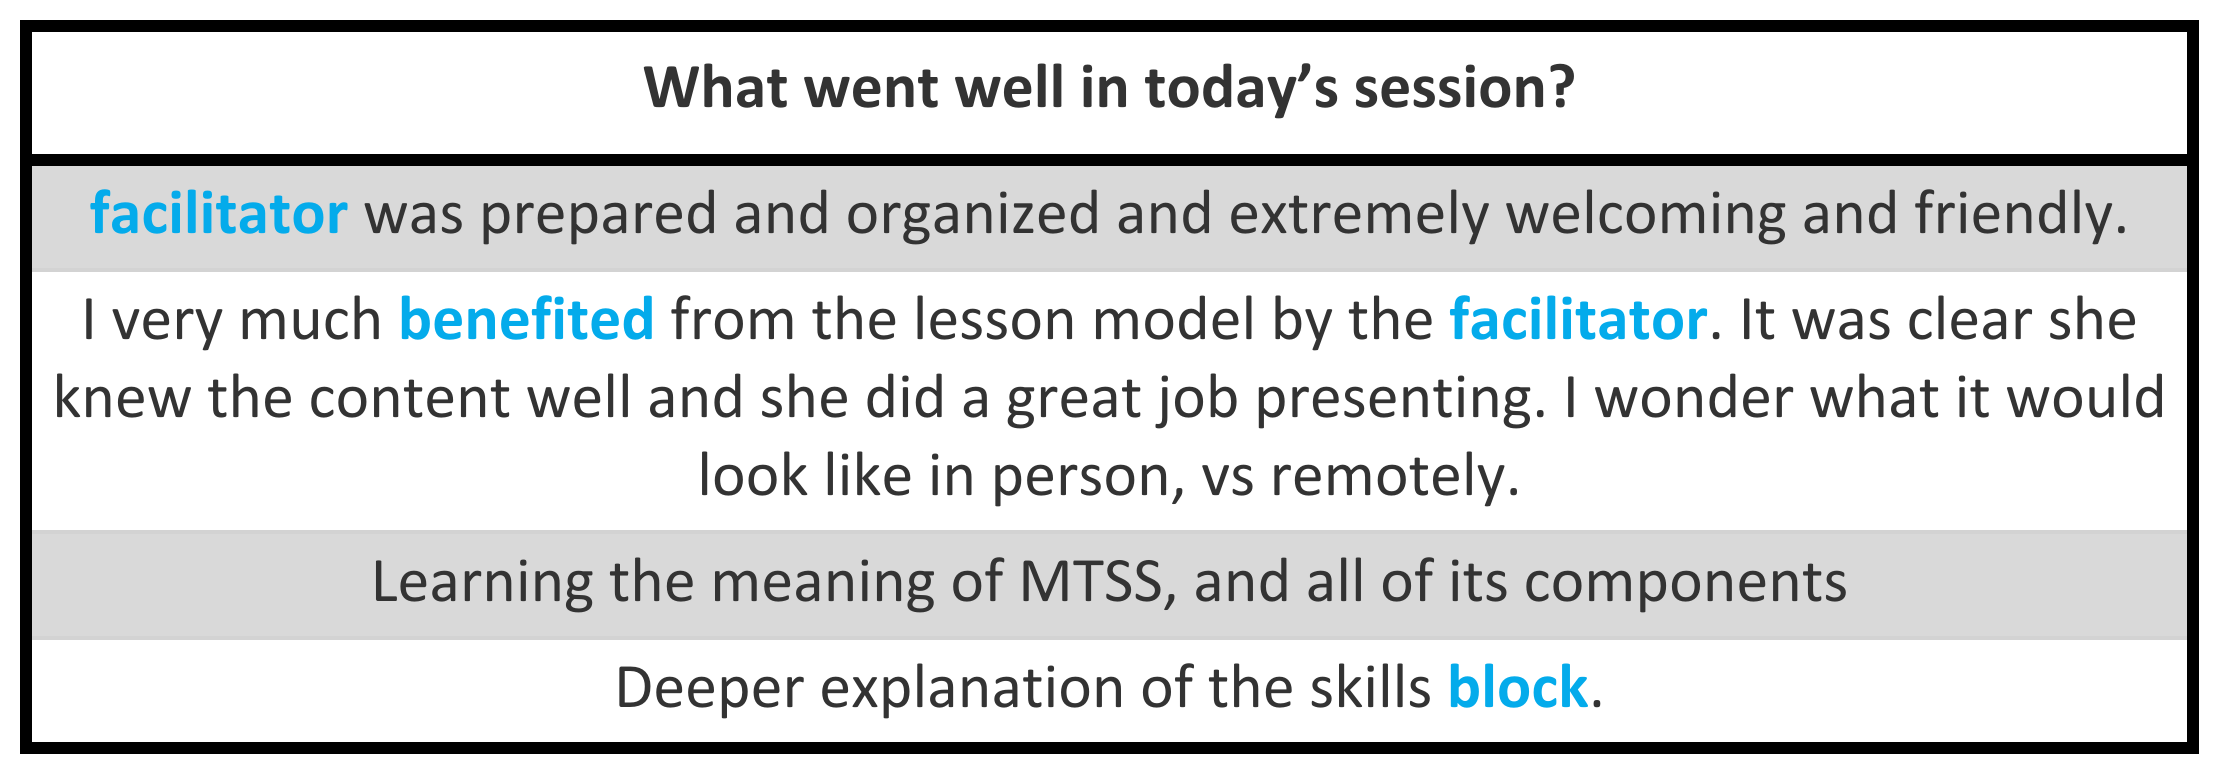 What went well in today’s session?
facilitator was prepared and organized and extremely welcoming and friendly.
I very much benefited from the lesson model by the facilitator. It was clear she
knew the content well and she did a great job presenting. I wonder what it would
look like in person, vs remotely.
Learning the meaning of MTSS, and all of its components
Deeper explanation of the skills block.